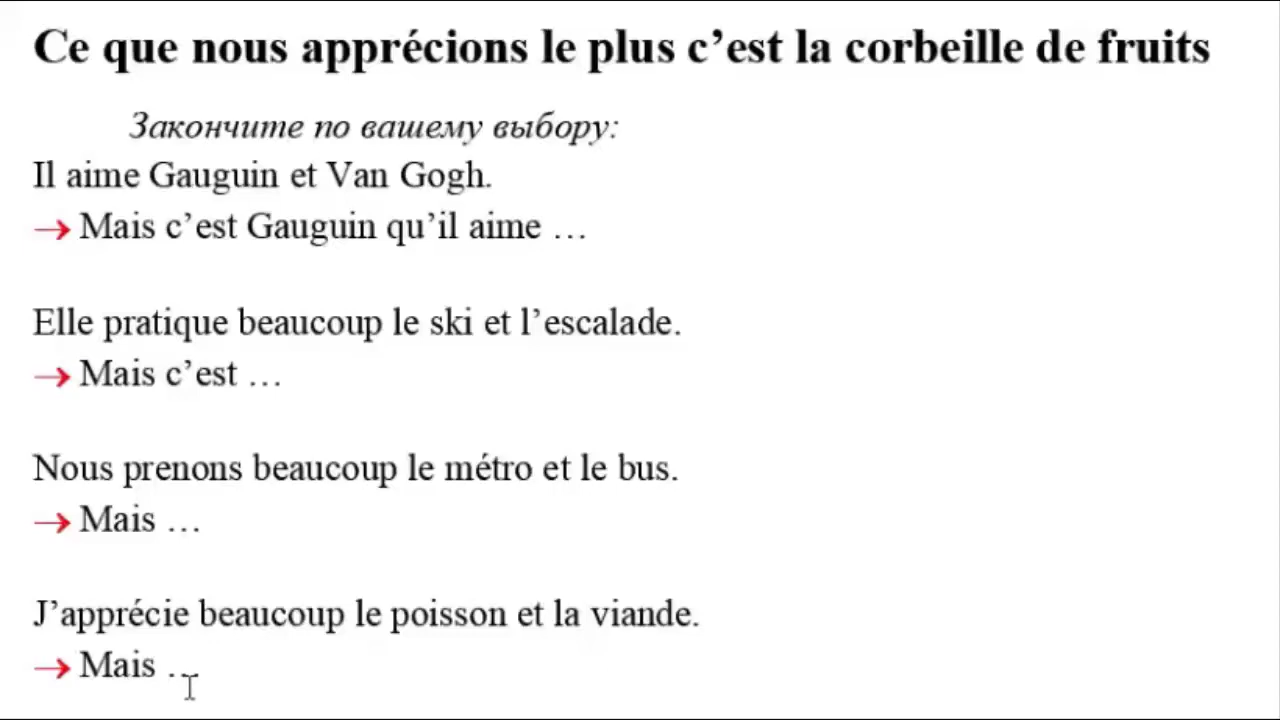 Ce que nous apprécions le plus c’est la corbeille de fruits
Закончите по вашему выбору:
Il aime Gauguin et Van Gogh.
→ Mais c’est Gauguin qu’il aime …
Elle pratique beaucoup le ski et l’escalade.
→ Mais c’est …
Nous prenons beaucoup le métro et le bus.
→ Mais …
J’apprécie beaucoup le poisson et la viande.
→ Mais …